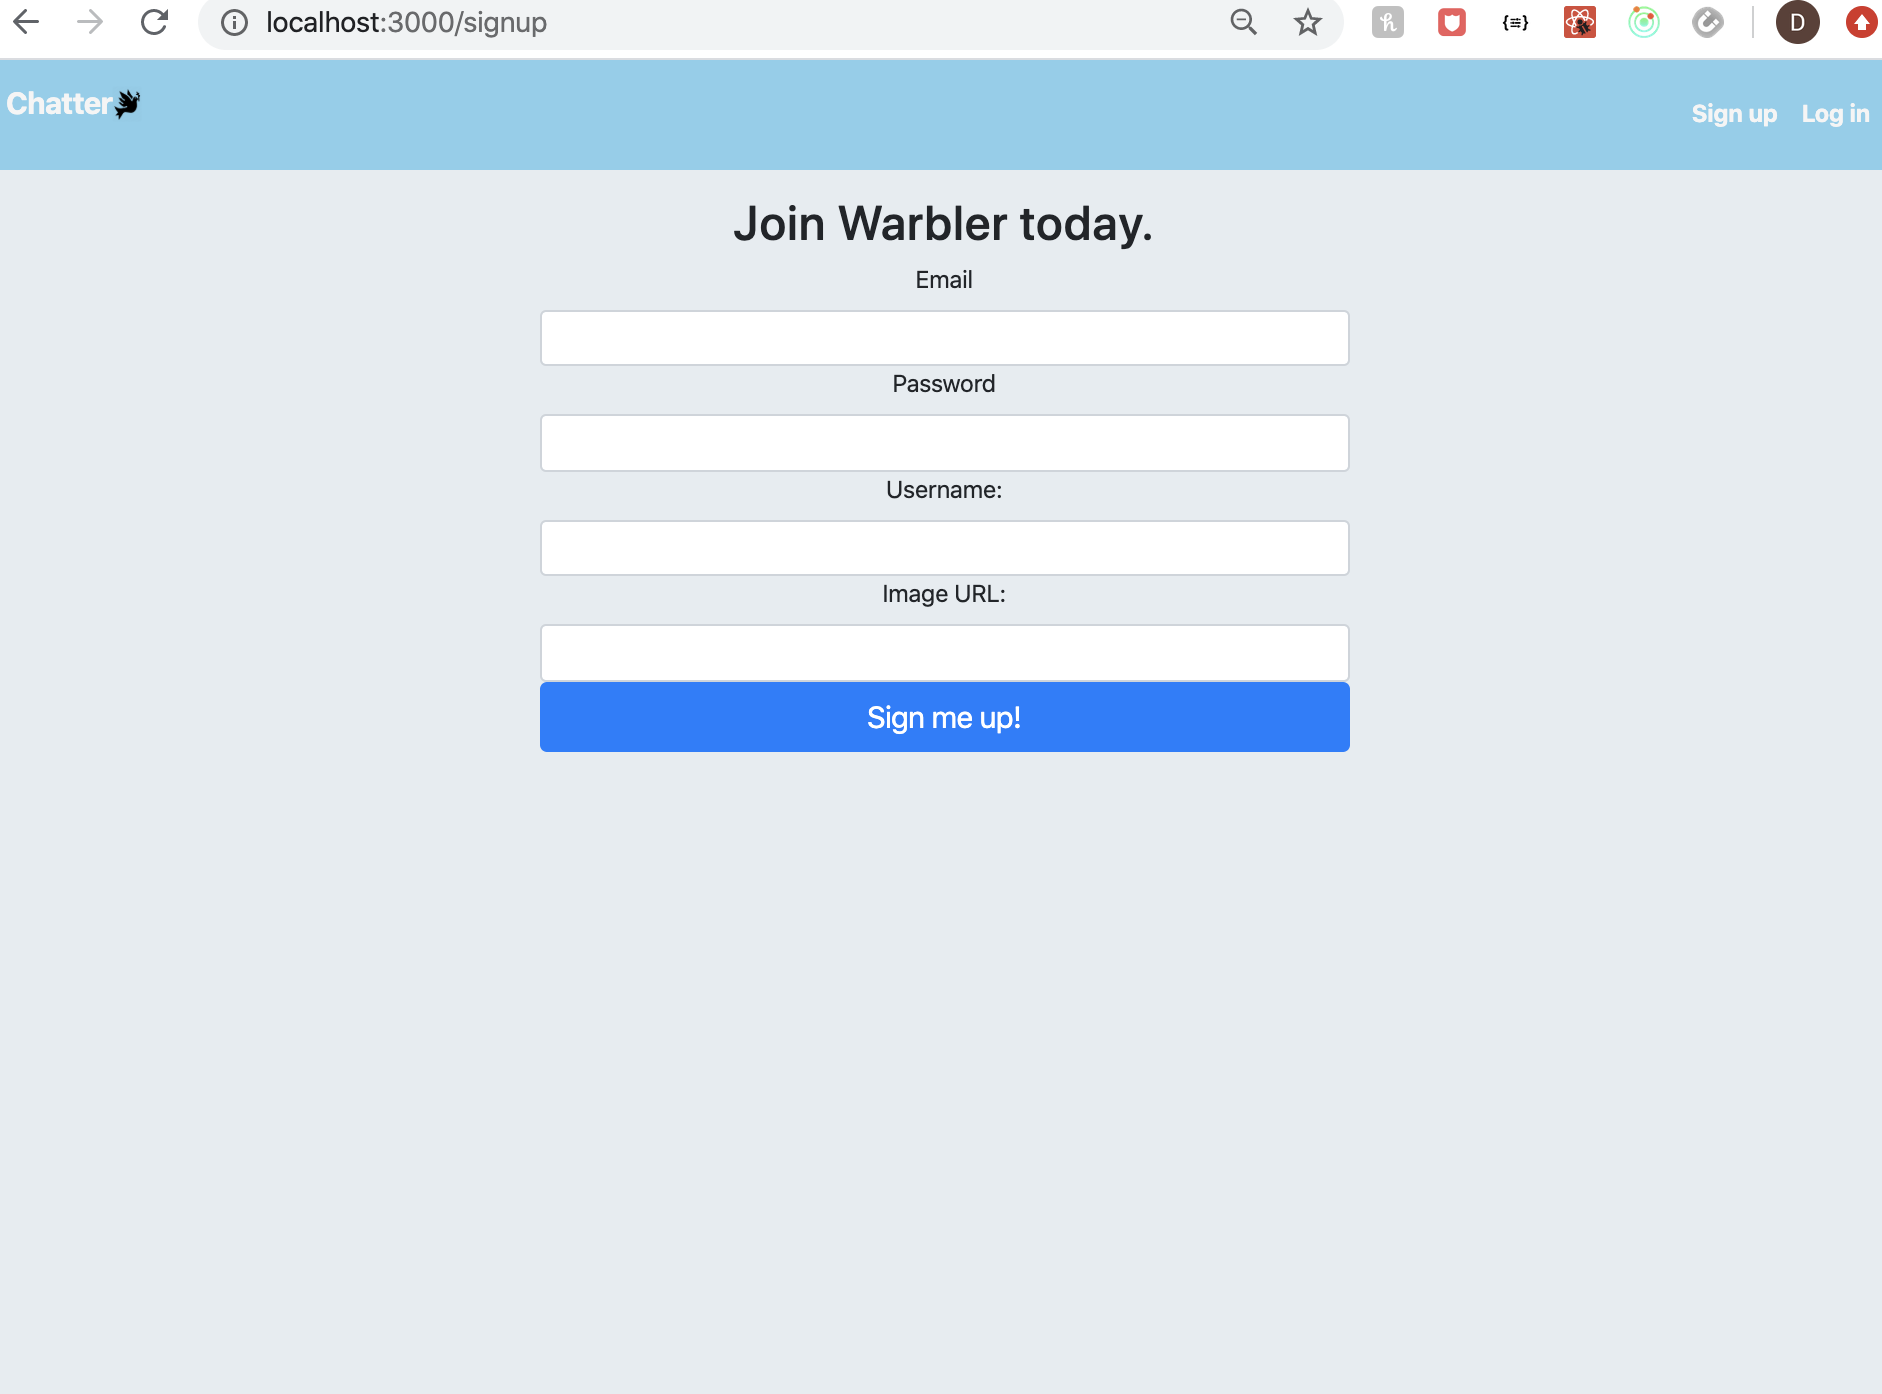 localhost:3000/signup
D
Chatter
Sign up Log in
Join Warbler today.
Email
Password
Username:
Image URL:
Sign me up!